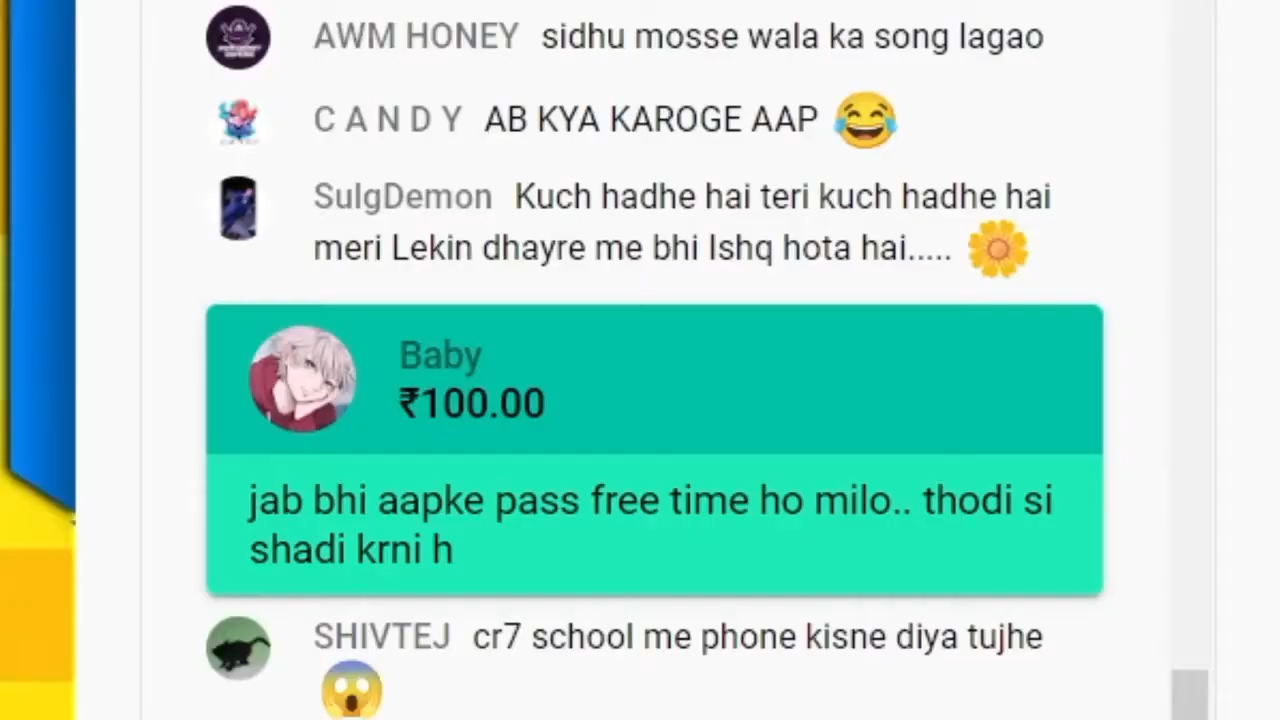 AWM HONEY sidhu mosse wala ka song lagao
C A N D Y AB KYA KAROGE AAP 😂
SulgDemon Kuch hadhe hai teri kuch hadhe hai
meri Lekin dhayre me bhi Ishq hota hai..... 🌼
Baby
₹100.00
jab bhi aapke pass free time ho milo.. thodi si
shadi krni h
SHIVTEJ cr7 school me phone kisne diya tujhe
😱